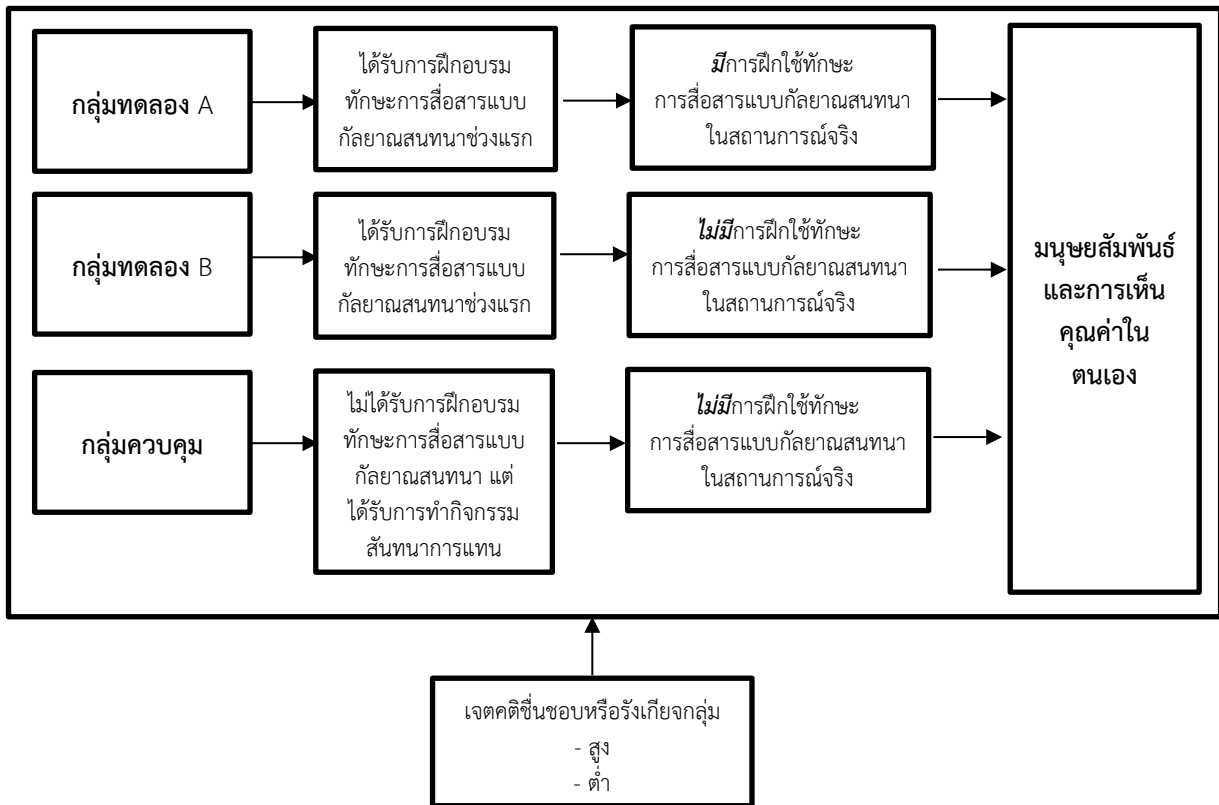 กลุ่มทดลอง A
ได้รับการฝึกอบรม
ทักษะการสื่อสารแบบ
กัลยาณสนทนาช่วงแรก
มีการฝึกใช้ทักษะ
การสื่อสารแบบกัลยาณสนทนา
ในสถานการณ์จริง
กลุ่มทดลอง B
ได้รับการฝึกอบรม
ทักษะการสื่อสารแบบ
กัลยาณสนทนาช่วงแรก
ไม่มีการฝึกใช้ทักษะ
การสื่อสารแบบกัลยาณสนทนา
ในสถานการณ์จริง
กลุ่มควบคุม
ไม่ได้รับการฝึกอบรม
ทักษะการสื่อสารแบบ
กัลยาณสนทนา แต่
ได้รับการทำกิจกรรม
สันทนาการแทน
ไม่มีการฝึกใช้ทักษะ
การสื่อสารแบบกัลยาณสนทนา
ในสถานการณ์จริง
มนุษยสัมพันธ์
และการเห็น
คุณค่าใน
ตนเอง
เจตคติชื่นชอบหรือรังเกียจกลุ่ม
- สูง
- ต่ำ